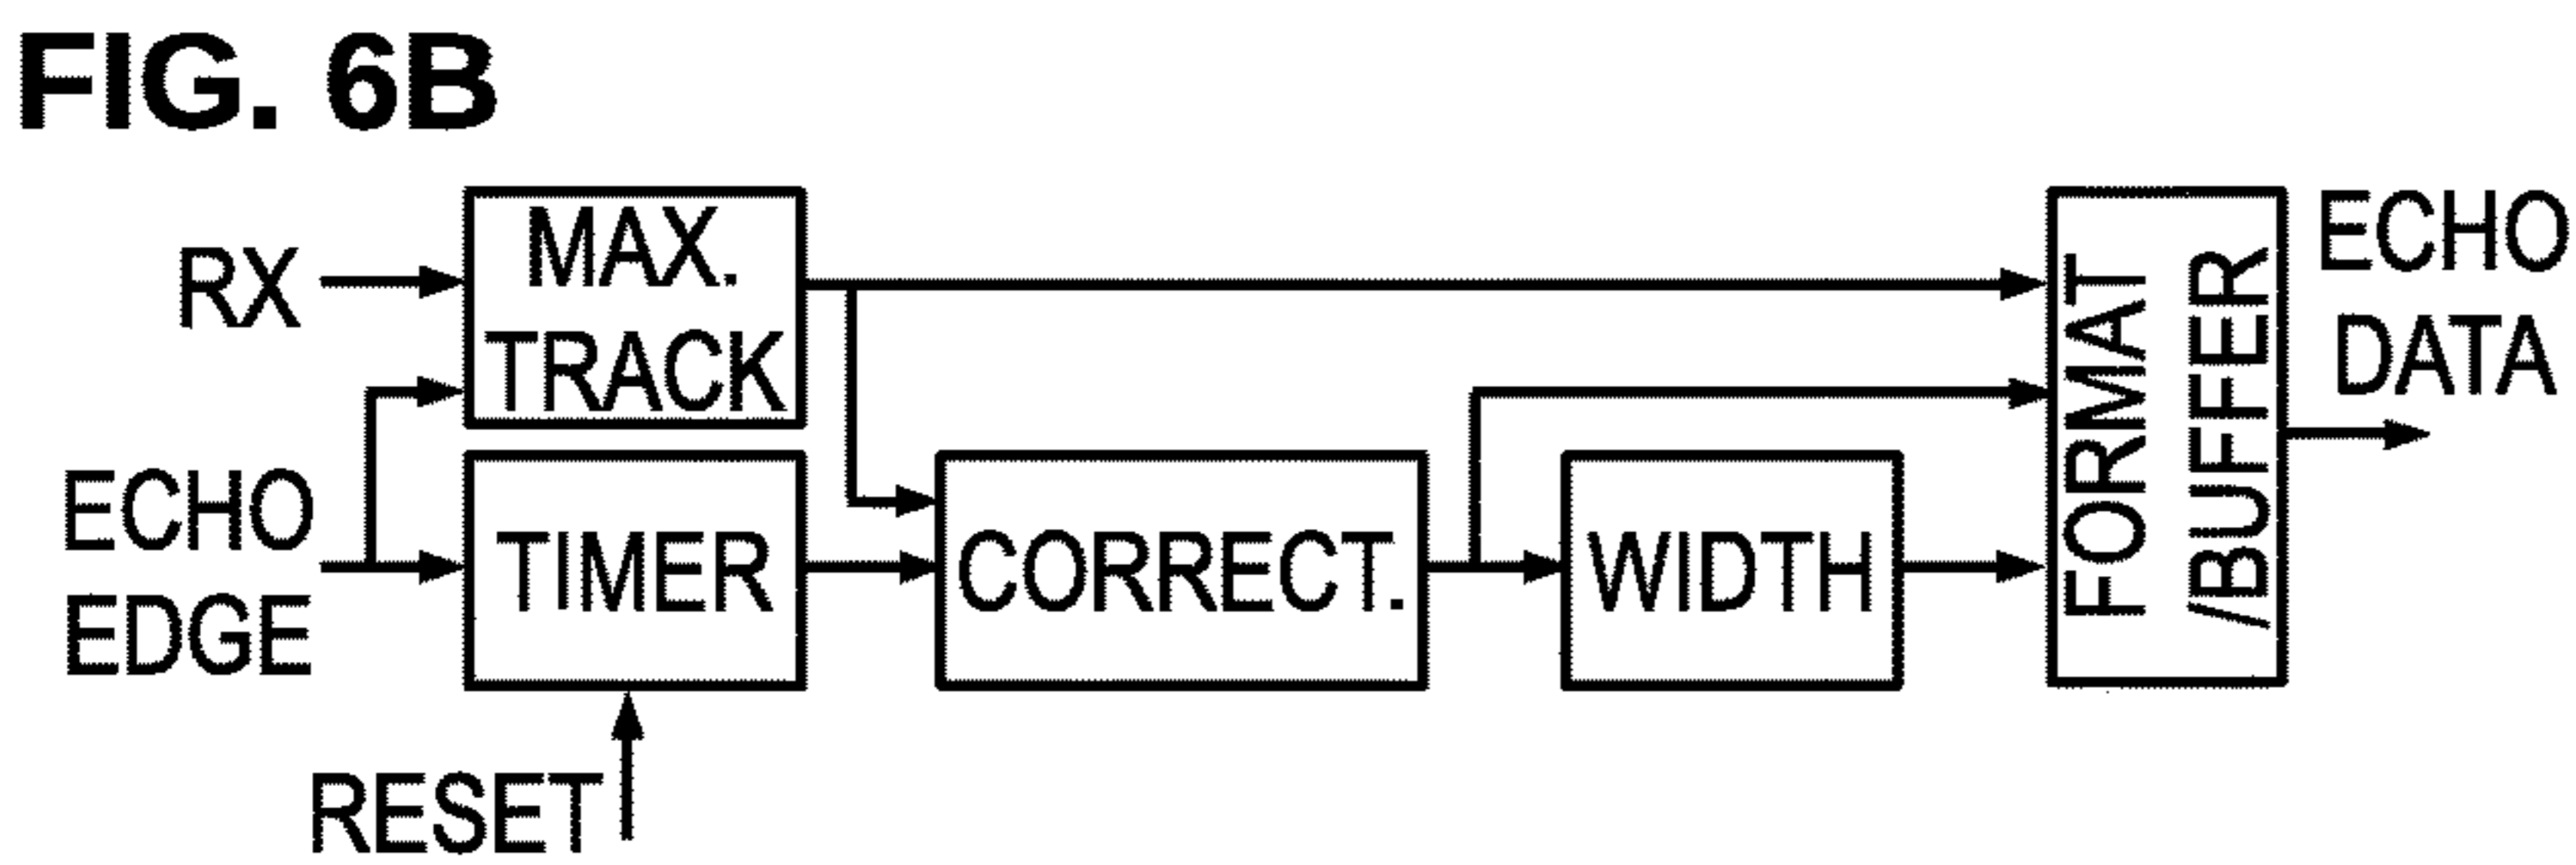 FIG. 6B
RX
MAX.
TRACK
ECHO
EDGE
TIMER
RESET
CORRECT.
WIDTH
FORMAT
/BUFFER
ECHO
DATA